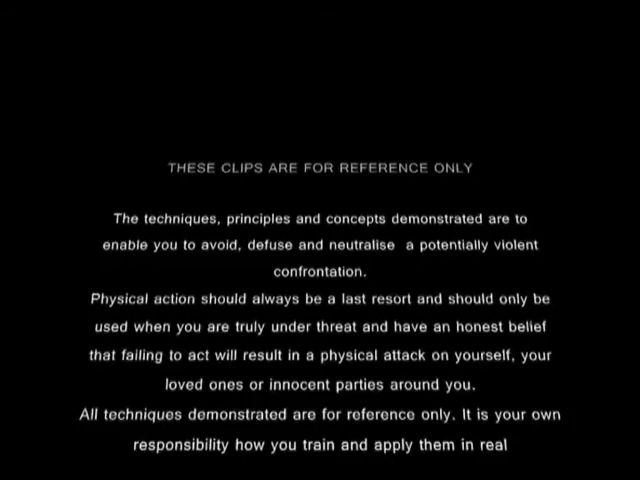 THESE CLIPS ARE FOR REFERENCE ONLY
The techniques, principles and concepts demonstrated are to
enable you to avoid, defuse and neutralise a potentially violent
confrontation.
Physical action should always be a last resort and should only be
used when you are truly under threat and have an honest belief
that failing to act will result in a physical attack on yourself, your
loved ones or innocent parties around you.
All techniques demonstrated are for reference only. It is your own
responsibility how you train and apply them in real